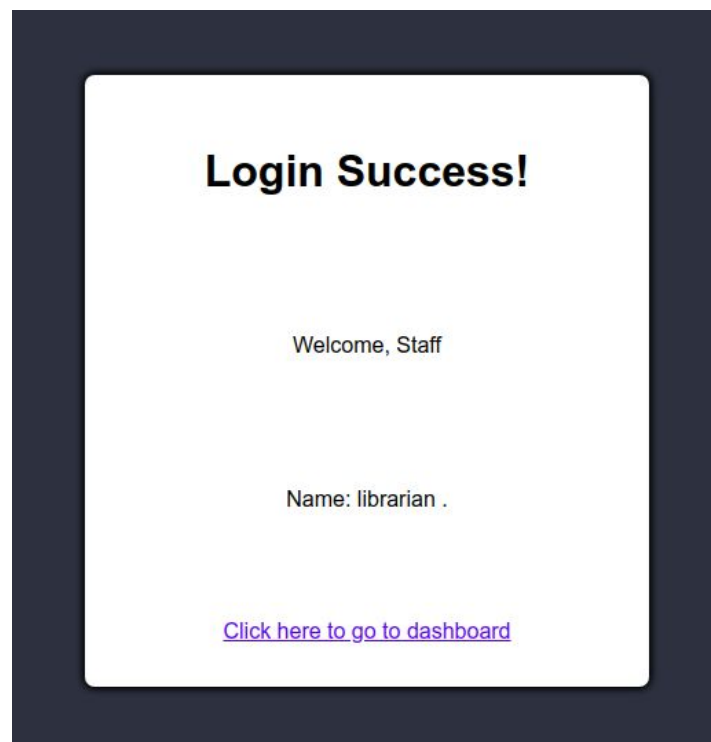 Login Success!
Welcome, Staff
Name: librarian .
Click here to go to dashboard